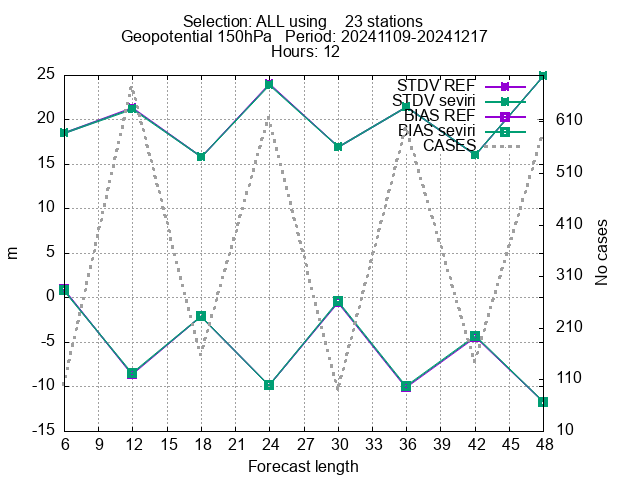 Selection: ALL using    23 stations
Geopotential 150hPa   Period: 20241109-20241217
Hours: 12
STDV REF
STDV seviri
BIAS REF
BIAS seviri
CASES
25
20
15
10
5
0
-5
-10
-15
m
610
510
410
310
210
110
10
No cases
6 9 12 15 18 21 24 27 30 33 36 39 42 45 48
Forecast length